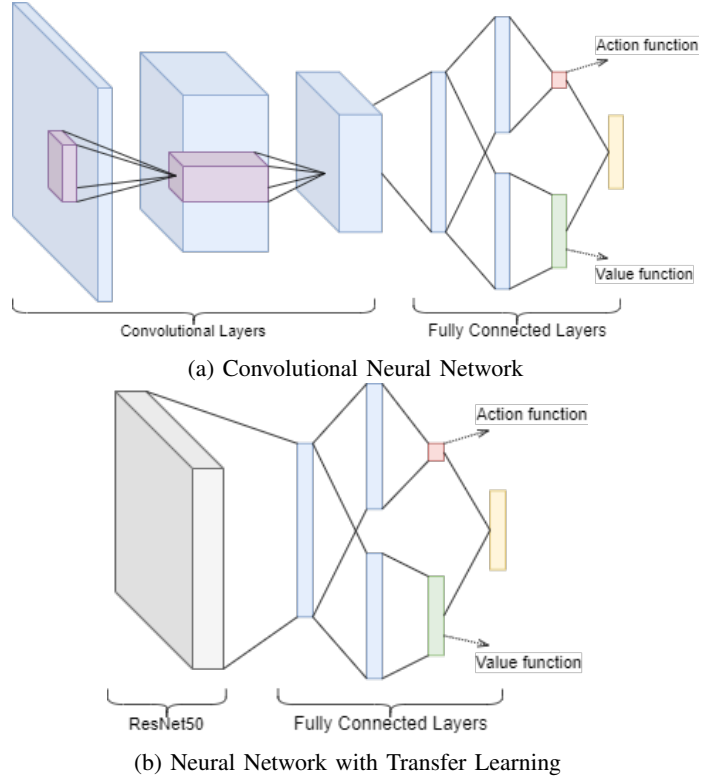 Action function
Value function
Convolutional Layers
Fully Connected Layers
(a) Convolutional Neural Network
Action function
Value function
ResNet50
Fully Connected Layers
(b) Neural Network with Transfer Learning